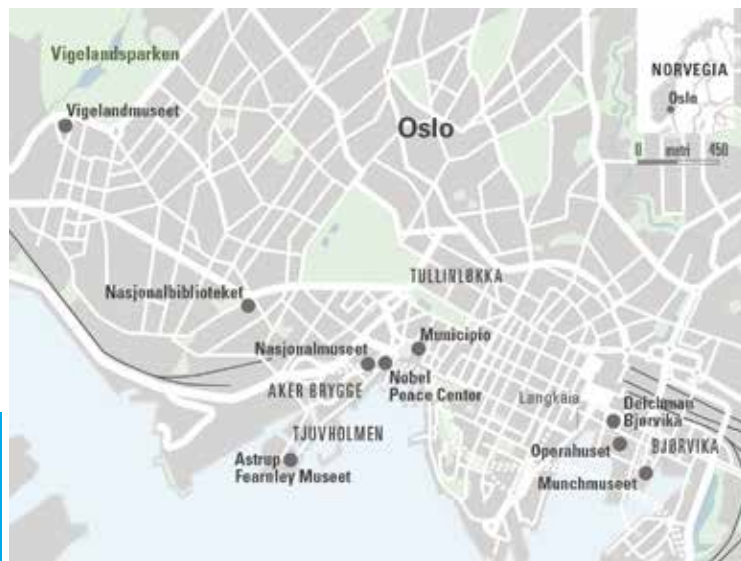 Vigelandsparken
Vigelandmuseet
Oslo
NORVEGIA
Oslo
0 metri 450
TULLINLØKKA
Nasjonalbiblioteket
Municipio
Nasjonalmuseet
Nobel
Peace Center
AKER BRYGGE
Langkaia
Deichman
Bjørvika
TJUVHOLMEN
Operahuset
BJØRVIKA
Astrup
Fearnley Museet
Munchmuseet